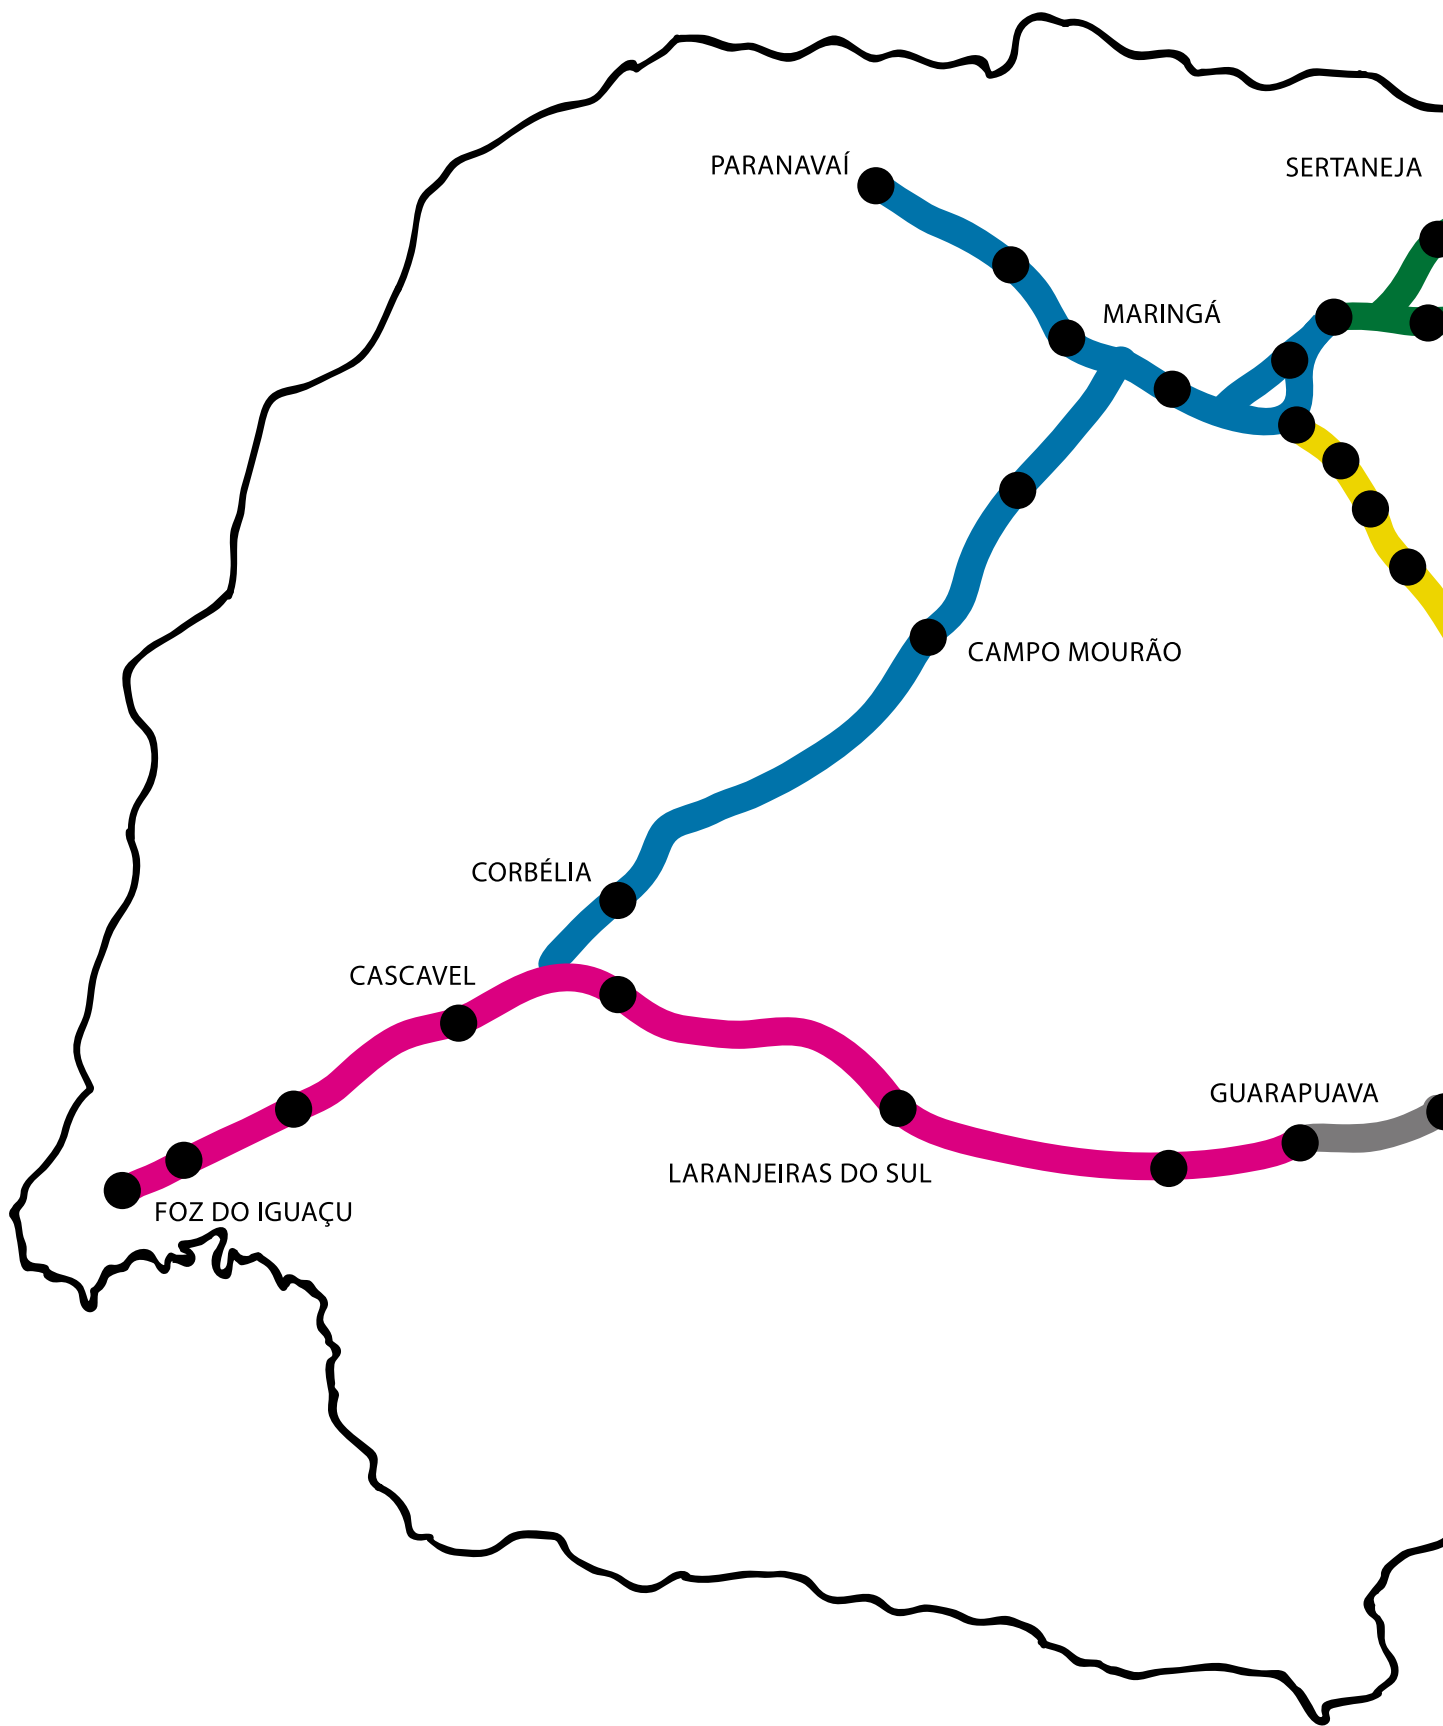 PARANAVAÍ
SERTANEJA
MARINGÁ
CAMPO MOURÃO
CORBÉLIA
CASCAVEL
GUARAPUAVA
LARANJEIRAS DO SUL
FOZ DO IGUAÇU